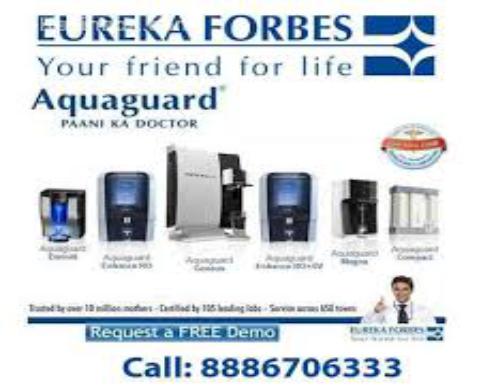 EUREKA FORBES
Your friend for life
Aquaguard®
PAANI KA DOCTOR
Aquaguard
Enhance RO
Aquaguard
Geneus
Aquaguard
Enhance RO+UV
Aquaguard
Magna
Aquaguard
Compact
Trusted by over 10 million mothers - Certified by 105 leading labs - Service across 650 towns
Request a FREE Demo
EUREKA FORBES
Your friend for life
Call: 8886706333